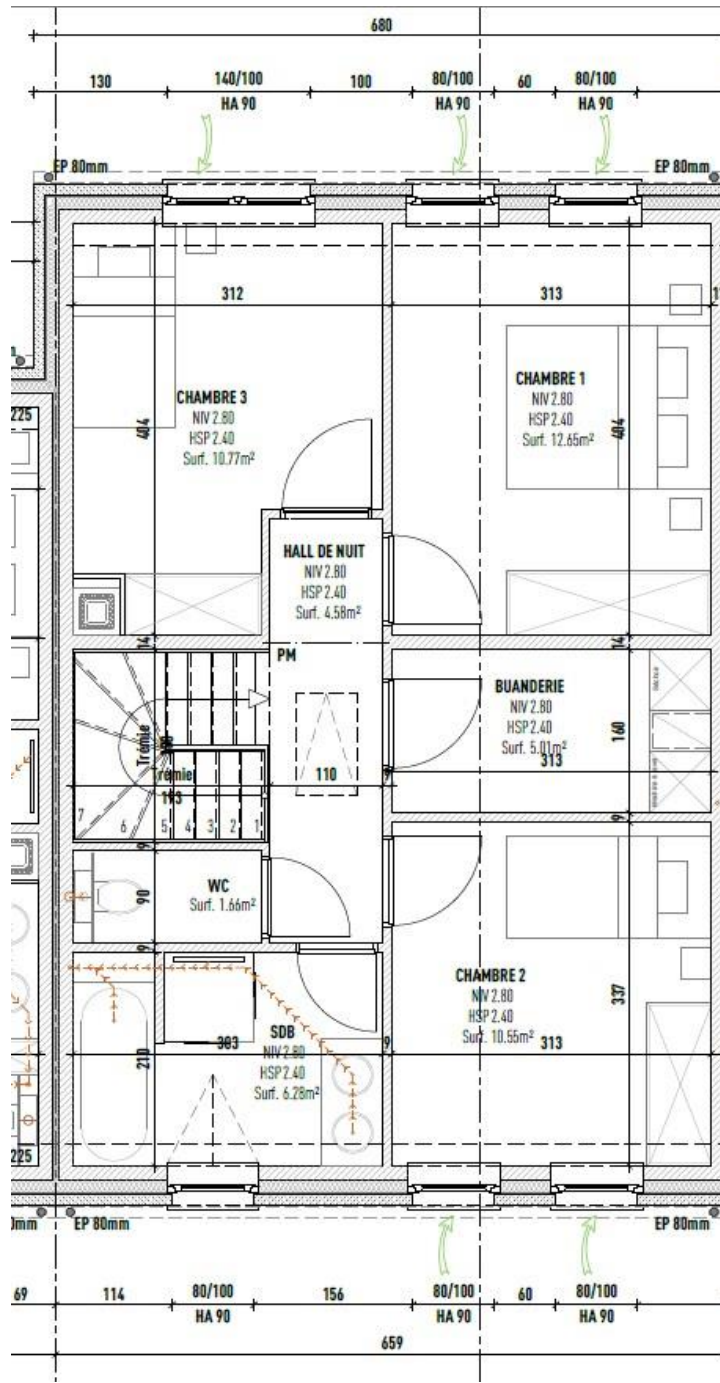 680
130
140/100
HA 90
100
80/100
HA 90
60
80/100
HA 90
EP 80mm
EP 80mm
312
313
CHAMBRE 3
NIV 2.80
HSP 2.40
Surf. 10.77m²
404
CHAMBRE 1
NIV 2.80
HSP 2.40
Surf. 12.65m²
404
225
HALL DE NUIT
NIV 2.80
HSP 2.40
Surf. 4.58m²
14
14
PM
BUANDERIE
NIV 2.80
HSP 2.40
Surf. 5.01m²
160
313
Trémie
Trémie
193
110
9
7
6
5
4
3
2
1
9
9
WC
Surf. 1.66m²
90
9
CHAMBRE 2
NIV 2.80
HSP 2.40
Surf. 10.55m²
337
313
SDB
NIV 2.80
HSP 2.40
Surf. 6.28m²
303
9
210
225
EP 80mm
EP 80mm
69
114
80/100
HA 90
156
80/100
HA 90
60
80/100
HA 90
659